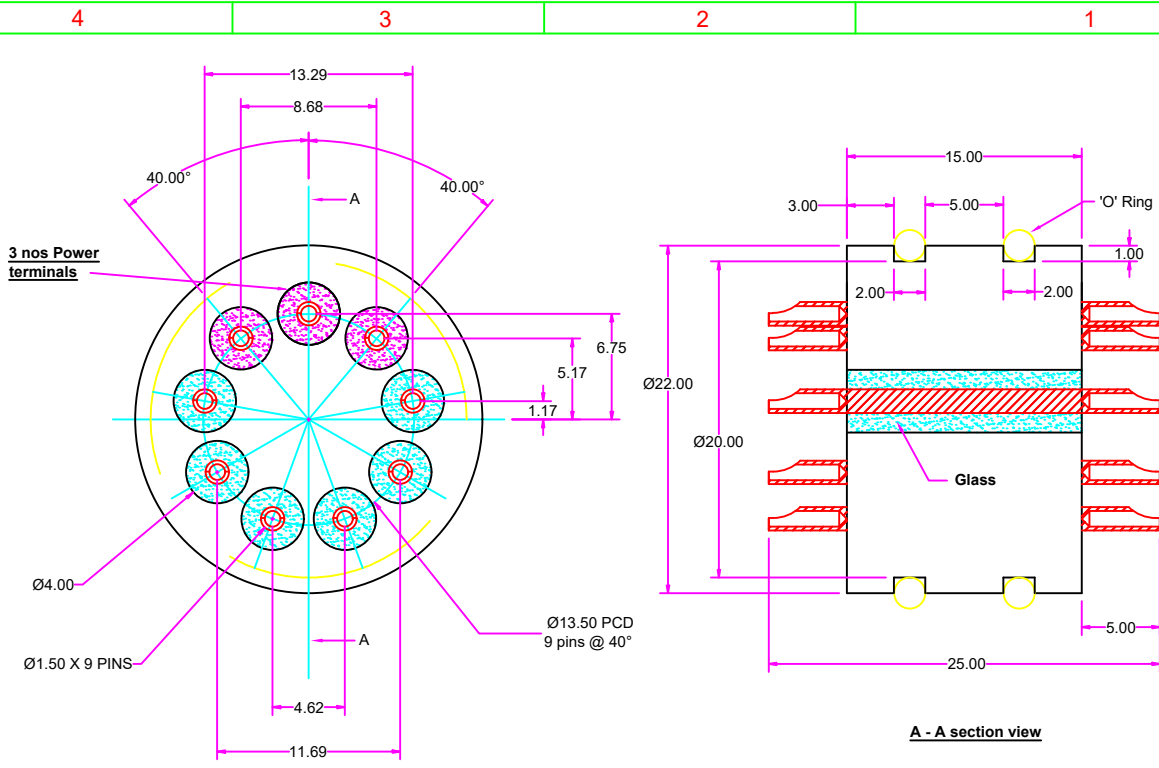 4
3
2
1
13.29
8.68
40.00°
40.00°
A
3 nos Power
terminals
6.75
5.17
1.17
Ø4.00
Ø1.50 X 9 PINS
A
Ø13.50 PCD
9 pins @ 40°
4.62
11.69
15.00
3.00
5.00
'O' Ring
1.00
2.00
2.00
Ø22.00
Ø20.00
Glass
5.00
25.00
A - A section view